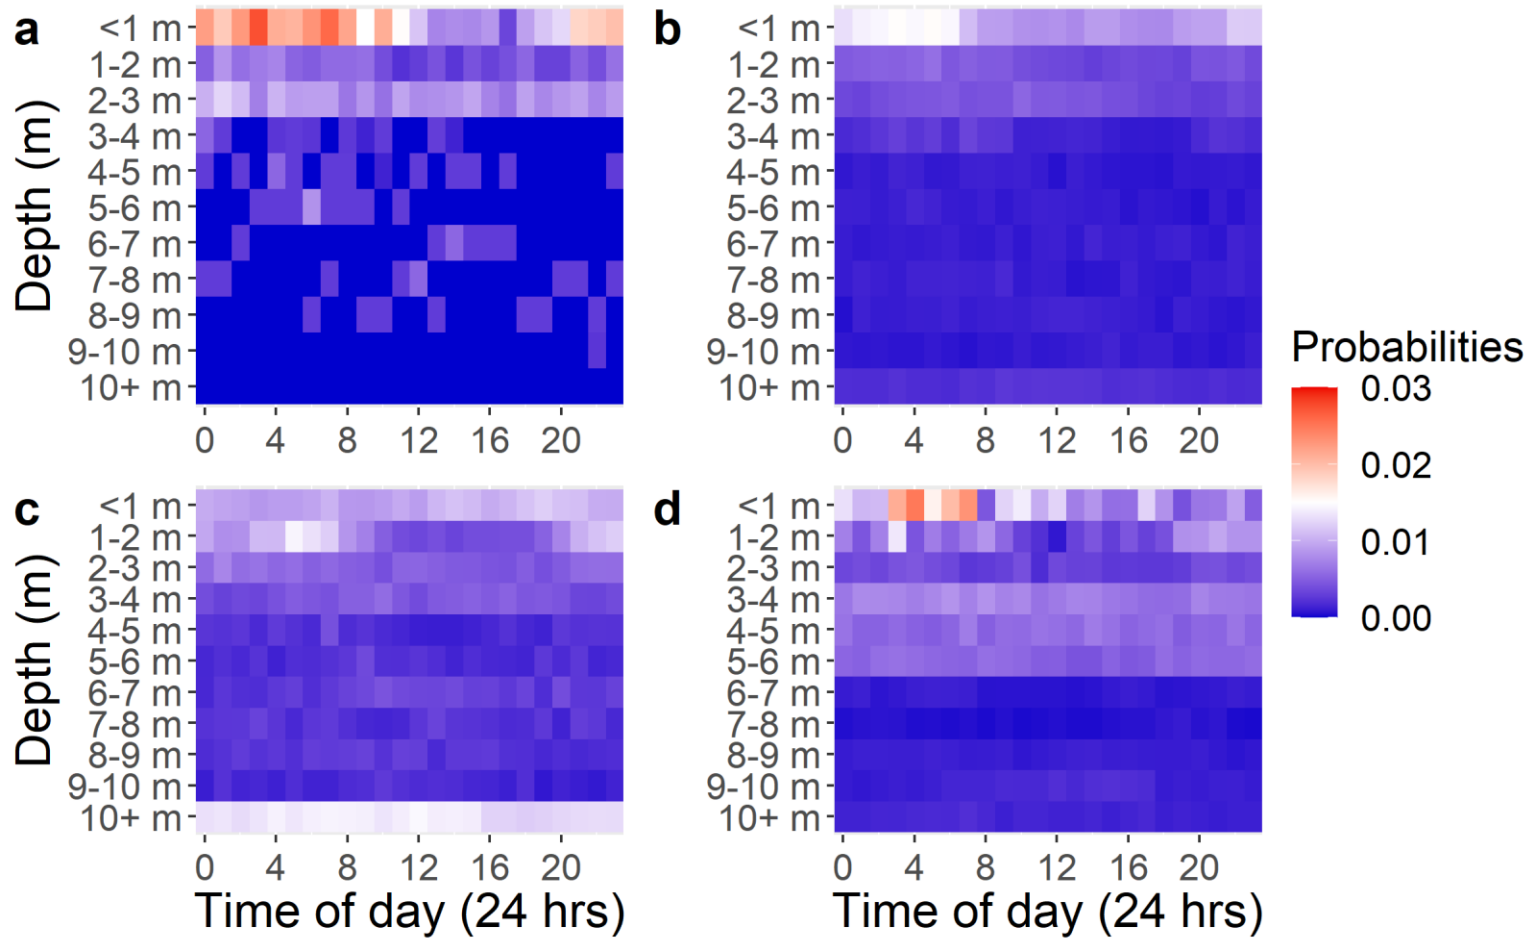 a
Depth (m)
<1 m
1-2 m
2-3 m
3-4 m
4-5 m
5-6 m
6-7 m
7-8 m
8-9 m
9-10 m
10+ m
0 4 8 12 16 20
b
<1 m
1-2 m
2-3 m
3-4 m
4-5 m
5-6 m
6-7 m
7-8 m
8-9 m
9-10 m
10+ m
0 4 8 12 16 20
c
Depth (m)
<1 m
1-2 m
2-3 m
3-4 m
4-5 m
5-6 m
6-7 m
7-8 m
8-9 m
9-10 m
10+ m
0 4 8 12 16 20
Time of day (24 hrs)
d
<1 m
1-2 m
2-3 m
3-4 m
4-5 m
5-6 m
6-7 m
7-8 m
8-9 m
9-10 m
10+ m
0 4 8 12 16 20
Time of day (24 hrs)
Probabilities
0.03
0.02
0.01
0.00